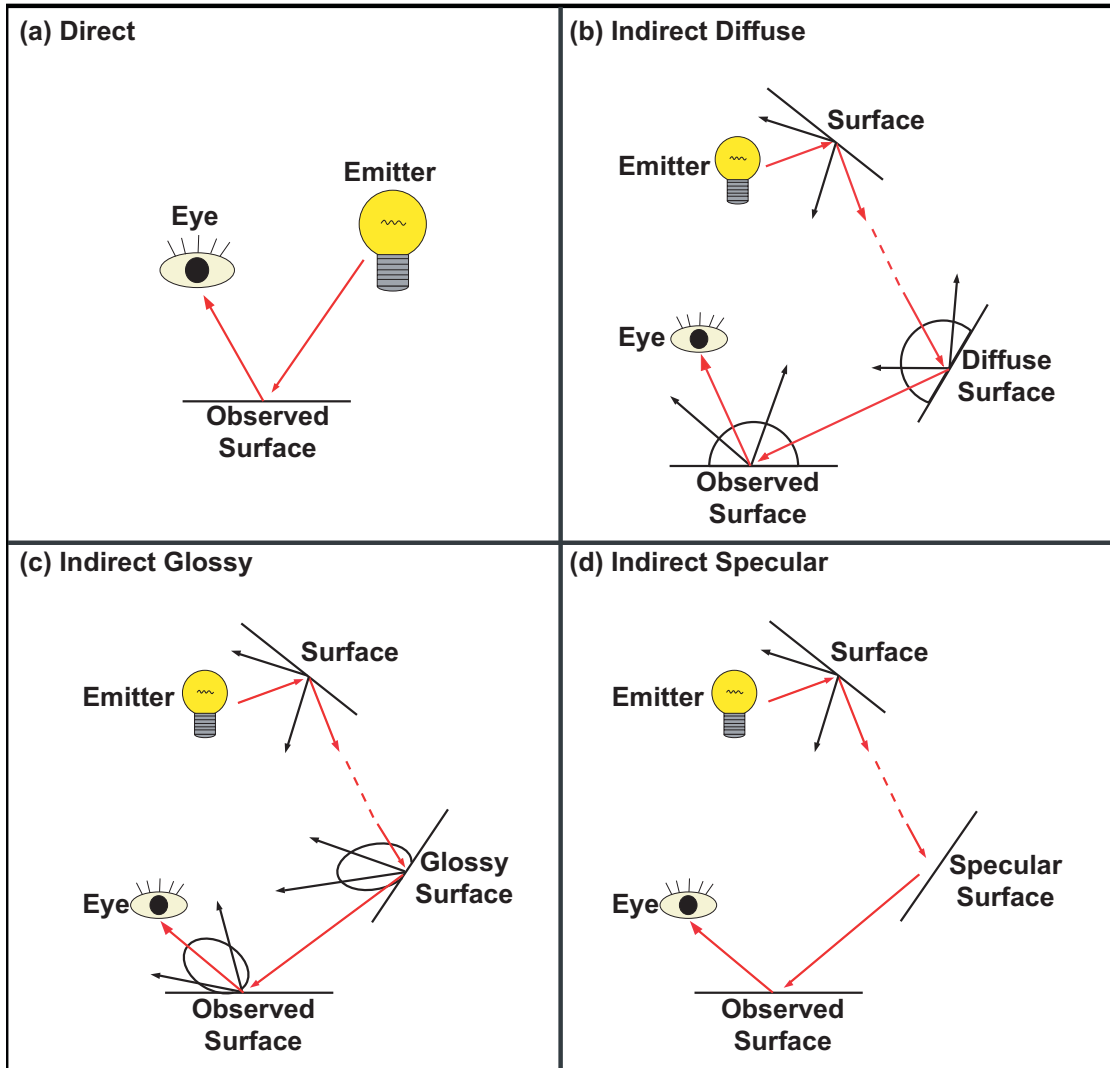 (a) Direct
Emitter
Eye
Observed
Surface
(b) Indirect Diffuse
Surface
Emitter
Eye
Diffuse
Surface
Observed
Surface
(c) Indirect Glossy
Surface
Emitter
Glossy
Surface
Eye
Observed
Surface
(d) Indirect Specular
Surface
Emitter
Specular
Surface
Eye
Observed
Surface